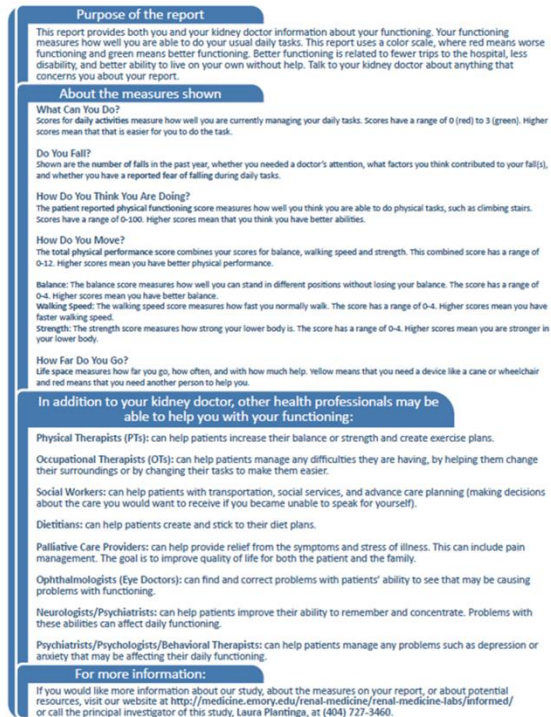 Purpose of the report
This report provides both you and your kidney doctor information about your functioning. Your functioning
measures how well you are able to do your usual daily tasks. This report uses a color scale, where red means worse
functioning and green means better functioning. Better functioning is related to fewer trips to the hospital, less
disability, and better ability to live on your own without help. Talk to your kidney doctor about anything that
concerns you about your report.
About the measures shown
What Can You Do?
Scores for daily activities measure how well you are currently managing your daily tasks. Scores have a range of 0 (red) to 3 (green). Higher
scores mean that that is easier for you to do the task.
Do You Fall?
Shown are the number of falls in the past year, whether you needed a doctor's attention, what factors you think contributed to your fall(s),
and whether you have a reported fear of falling during daily tasks.
How Do You Think You Are Doing?
The patient reported physical functioning score measures how well you think you are able to do physical tasks, such as climbing stairs.
Scores have a range of 0-100. Higher scores mean that you think you have better abilities.
How Do You Move?
The total physical performance score combines your scores for balance, walking speed and strength. This combined score has a range of
0-12. Higher scores mean you have better physical performance.
Balance: The balance score measures how well you can stand in different positions without losing your balance. The score has a range of
0-4. Higher scores mean you have better balance.
Walking Speed: The walking speed score measures how fast you normally walk. The score has a range of 0-4. Higher scores mean you have
faster walking speed.
Strength: The strength score measures how strong your lower body is. The score has a range of 0-4. Higher scores mean you are stronger in
your lower body.
How Far Do You Go?
Life space measures how far you go, how often, and with how much help. Yellow means that you need a device like a cane or wheelchair
and red means that you need another person to help you.
In addition to your kidney doctor, other health professionals may be
able to help you with your functioning:
Physical Therapists (PTs): can help patients increase their balance or strength and create exercise plans.
Occupational Therapists (OTs): can help patients manage any difficulties they are having, by helping them change
their surroundings or by changing their tasks to make them easier.
Social Workers: can help patients with transportation, social services, and advance care planning (making decisions
about the care you would want to receive if you became unable to speak for yourself).
Dietitians: can help patients create and stick to their diet plans.
Palliative Care Providers: can help provide relief from the symptoms and stress of illness. This can include pain
management. The goal is to improve quality of life for both the patient and the family.
Ophthalmologists (Eye Doctors): can find and correct problems with patients' ability to see that may be causing
problems with functioning.
Neurologists/Psychiatrists: can help patients improve their ability to remember and concentrate. Problems with
these abilities can affect daily functioning.
Psychiatrists/Psychologists/Behavioral Therapists: can help patients manage any problems such as depression or
anxiety that may be affecting their daily functioning.
For more information:
If you would like more information about our study, about the measures on your report, or about potential
resources, visit our website at http://medicine.emory.edu/renal-medicine/renal-medicine-labs/informed/
or call the principal investigator of this study, Laura Plantinga, at (404) 727-3460.